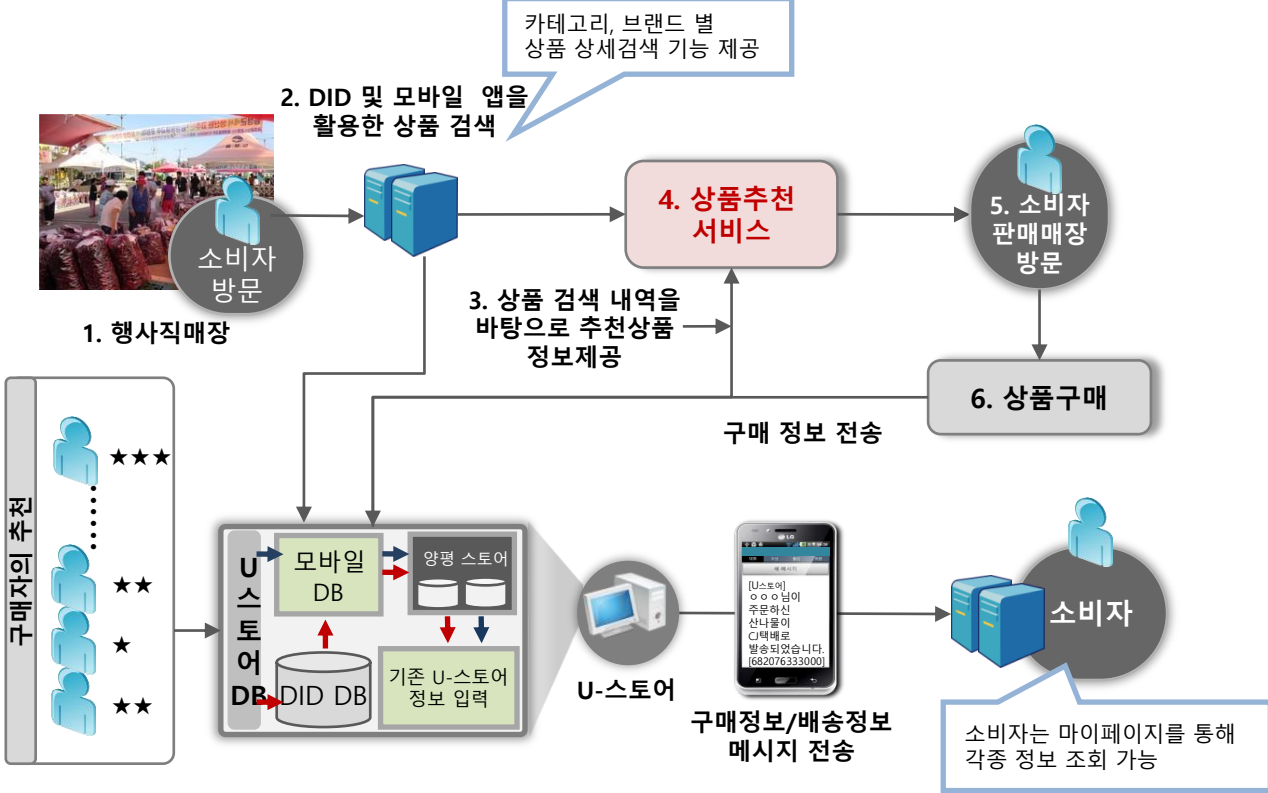 카테고리, 브랜드 별
상품 상세검색 기능 제공
2. DID 및 모바일 앱을
활용한 상품 검색
소비자
방문
1. 행사직매장
4. 상품추천
서비스
5. 소비자
판매매장
방문
3. 상품 검색 내역을
바탕으로 추천상품
정보제공
6. 상품구매
구매 정보 전송
구매자의 추천
★★★
★★
★
★★
U
스
토
어
DB
모바일
DB
양평 스토어
DID DB
기존 U-스토어
정보 입력
U-스토어
LG
새 메시지
[U스토어]
ㅇㅇㅇ님이
주문하신
산나물이
CJ택배로
발송되었습니다.
[682076333000]
구매정보/배송정보
메시지 전송
소비자
소비자는 마이페이지를 통해
각종 정보 조회 가능